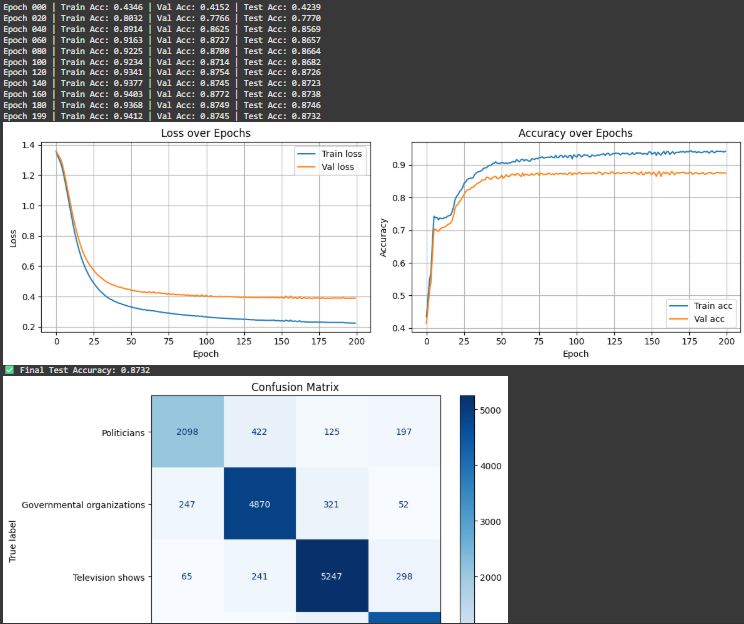 Epoch 000 | Train Acc: 0.4346 | Val Acc: 0.4152 | Test Acc: 0.4239
Epoch 020 | Train Acc: 0.8032 | Val Acc: 0.7766 | Test Acc: 0.7770
Epoch 040 | Train Acc: 0.8914 | Val Acc: 0.8625 | Test Acc: 0.8569
Epoch 060 | Train Acc: 0.9163 | Val Acc: 0.8727 | Test Acc: 0.8657
Epoch 080 | Train Acc: 0.9225 | Val Acc: 0.8700 | Test Acc: 0.8664
Epoch 100 | Train Acc: 0.9234 | Val Acc: 0.8714 | Test Acc: 0.8682
Epoch 120 | Train Acc: 0.9341 | Val Acc: 0.8754 | Test Acc: 0.8726
Epoch 140 | Train Acc: 0.9377 | Val Acc: 0.8745 | Test Acc: 0.8723
Epoch 160 | Train Acc: 0.9403 | Val Acc: 0.8772 | Test Acc: 0.8738
Epoch 180 | Train Acc: 0.9368 | Val Acc: 0.8749 | Test Acc: 0.8746
Epoch 199 | Train Acc: 0.9412 | Val Acc: 0.8745 | Test Acc: 0.8732
Loss over Epochs
1.4
1.2
1.0
0.8
0.6
0.4
0.2
Loss
Train loss
Val loss
0 25 50 75 100 125 150 175 200
Epoch
Accuracy over Epochs
0.9
0.8
0.7
0.6
0.5
0.4
Accuracy
Train acc
Val acc
0 25 50 75 100 125 150 175 200
Epoch
✅ Final Test Accuracy: 0.8732
Confusion Matrix
True label
Politicians 2098 422 125 197
Governmental organizations 247 4870 321 52
Television shows 65 241 5247 298
5000
4000
3000
2000